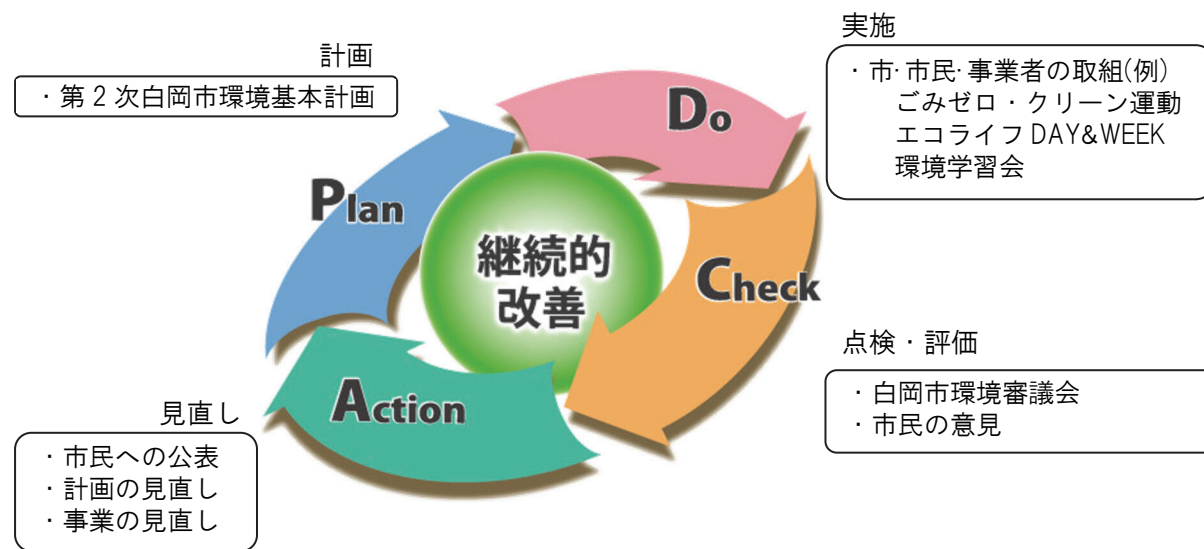 計画
・第２次白岡市環境基本計画
実施
・市・市民・事業者の取組(例)
ごみゼロ・クリーン運動
エコライフ DAY&WEEK
環境学習会
Plan
Do
Check
Action
継続的
改善
点検・評価
・白岡市環境審議会
・市民の意見
見直し
・市民への公表
・計画の見直し
・事業の見直し